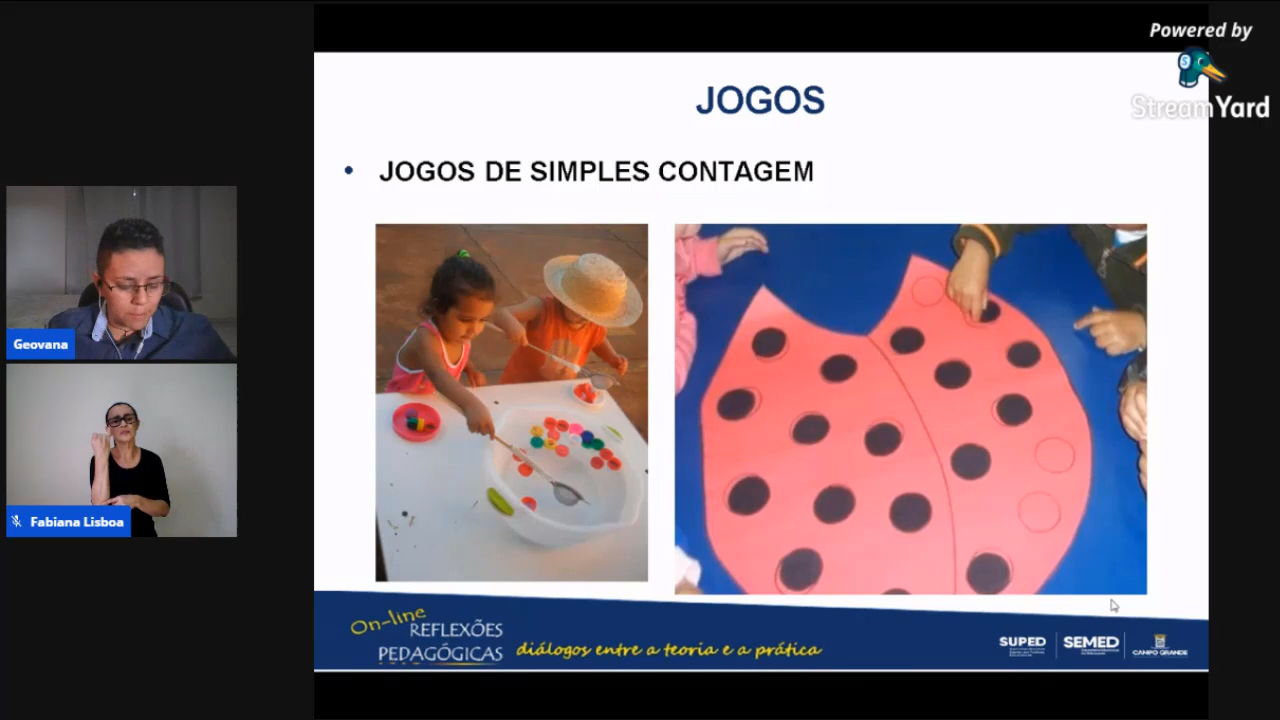 Powered by
StreamYard
JOGOS
• JOGOS DE SIMPLES CONTAGEM
Geovana
Fabiana Lisboa
On-line
REFLEXÕES
PEDAGÓGICAS
diálogos entre a teoria e a prática
SUPED
SEMED
CAMPO GRANDE